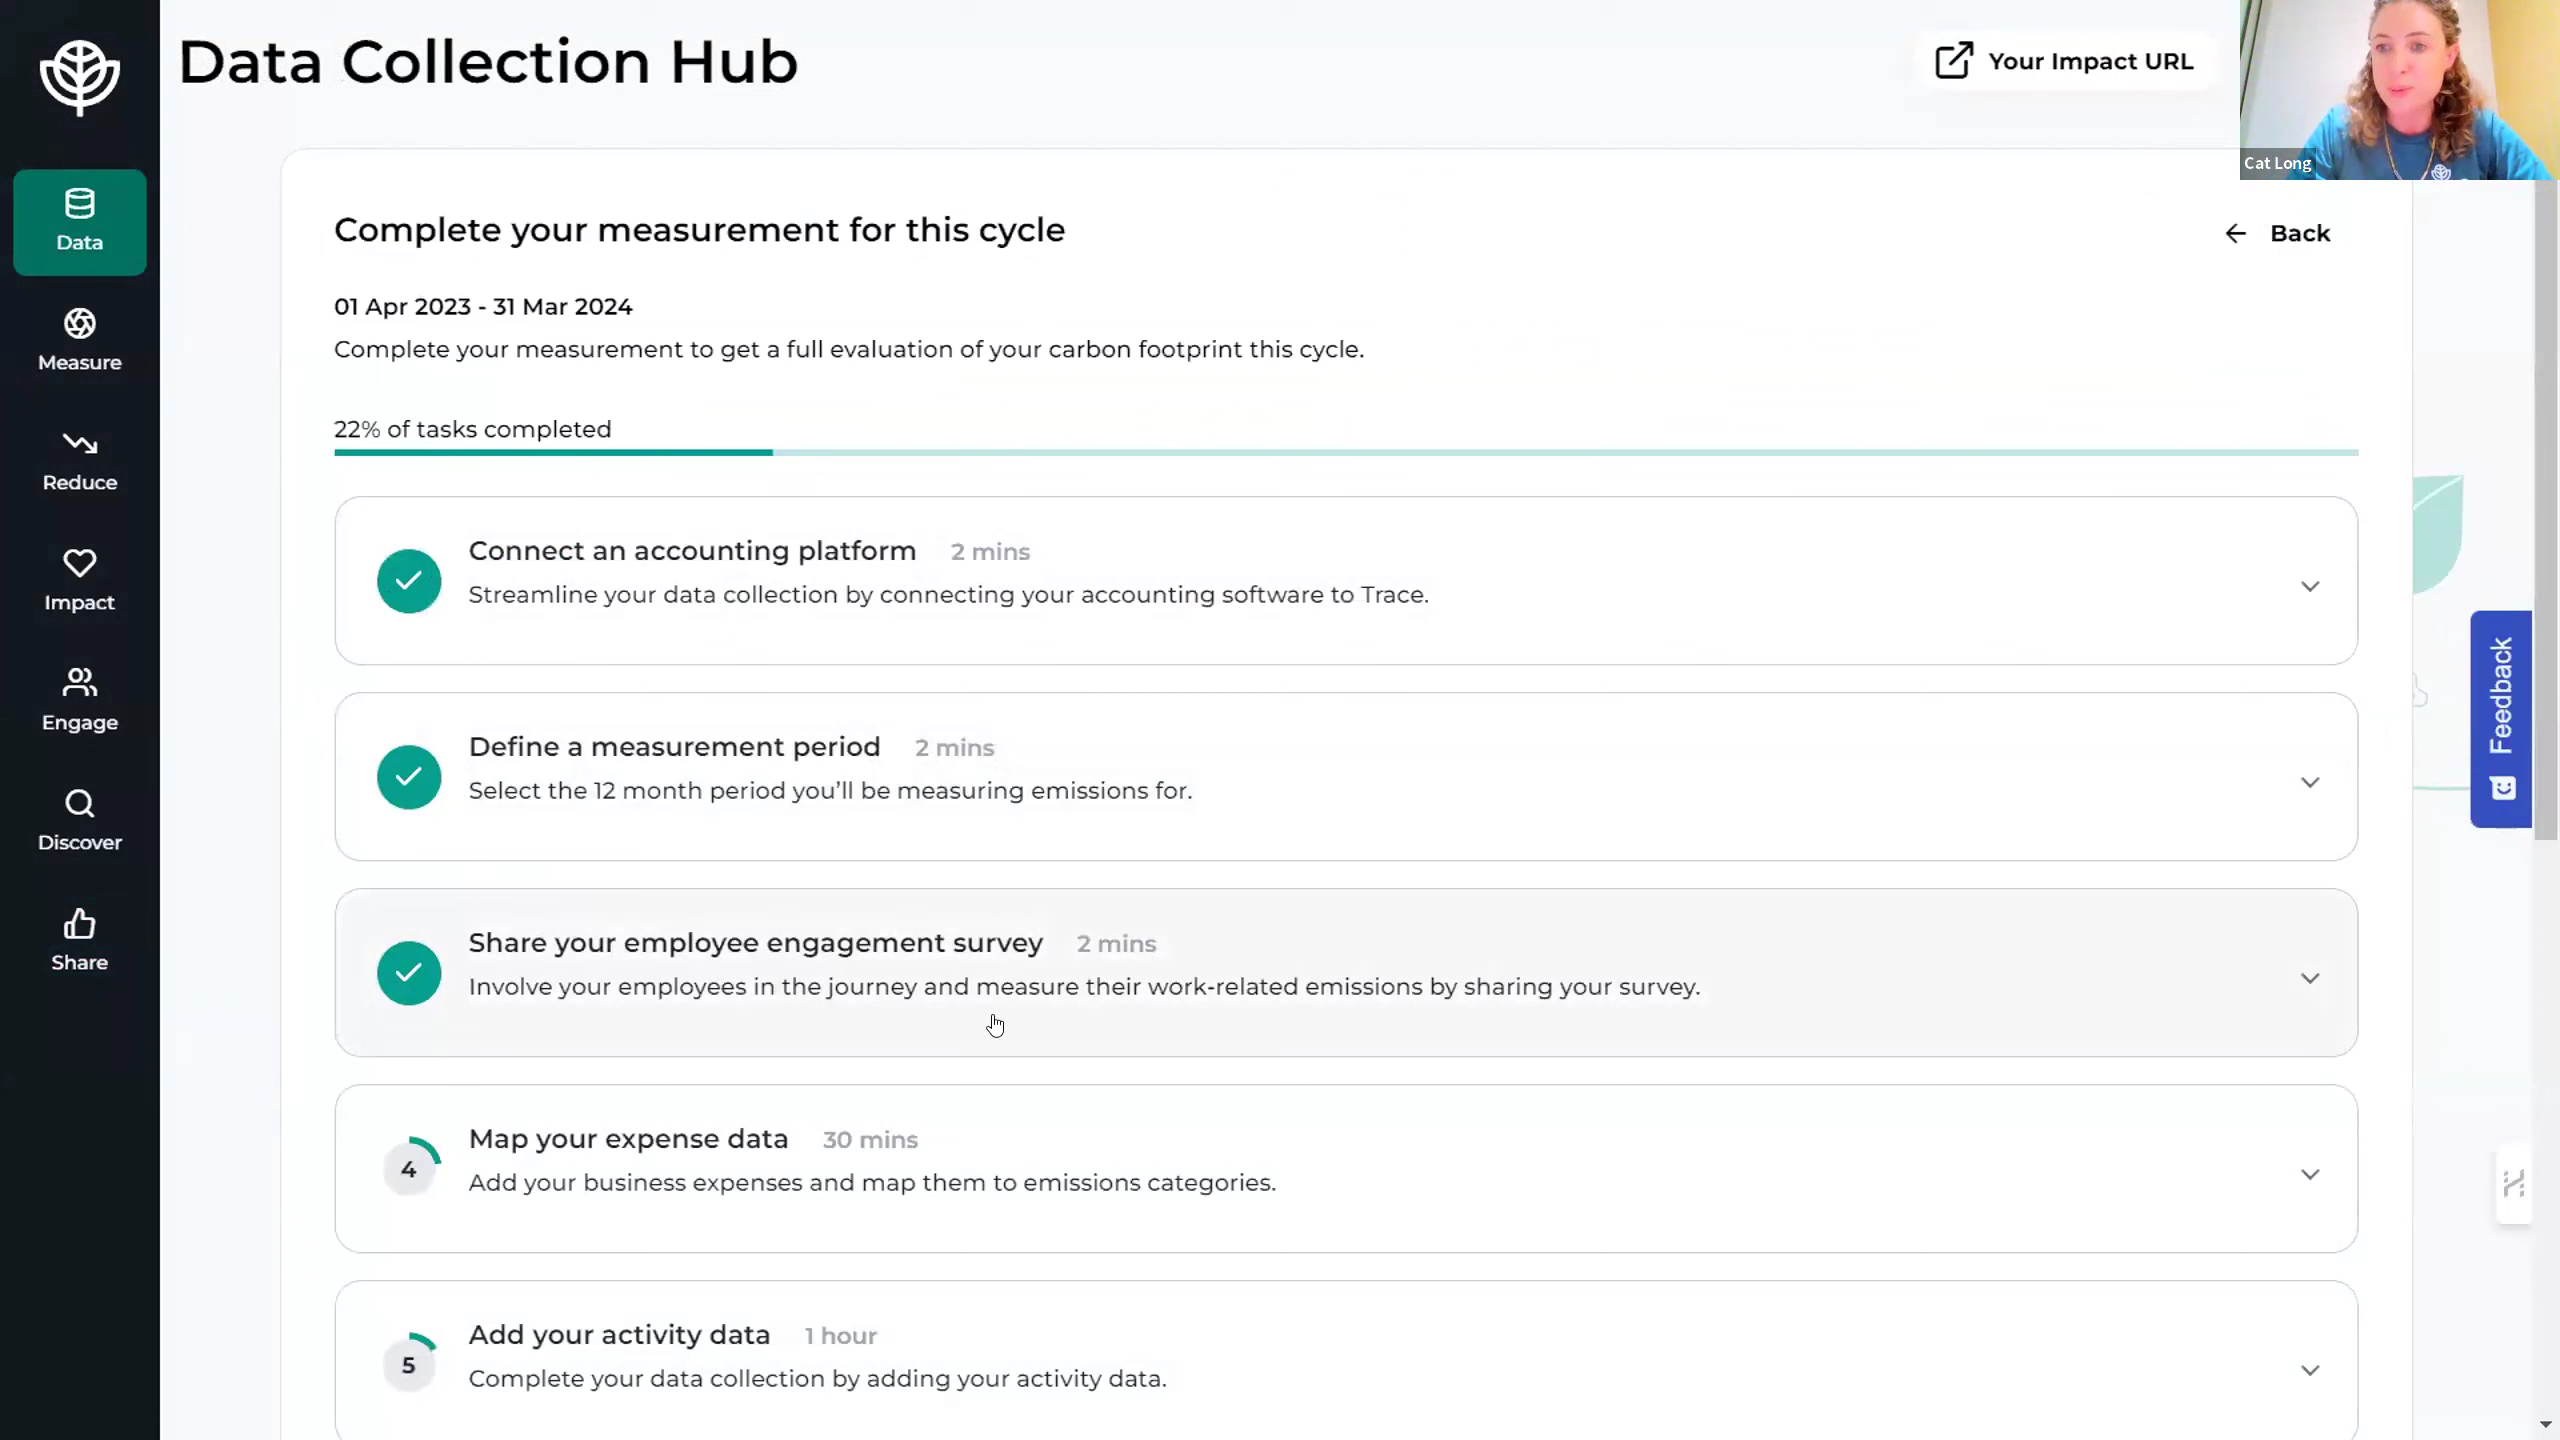 Data Collection Hub
Your Impact URL
Cat Long
Data
Measure
Reduce
Impact
Engage
Discover
Share
Complete your measurement for this cycle
Back
01 Apr 2023 - 31 Mar 2024
Complete your measurement to get a full evaluation of your carbon footprint this cycle.
22% of tasks completed
Connect an accounting platform 2 mins
Streamline your data collection by connecting your accounting software to Trace.
Define a measurement period 2 mins
Select the 12 month period you'll be measuring emissions for.
Share your employee engagement survey 2 mins
Involve your employees in the journey and measure their work-related emissions by sharing your survey.
4
Map your expense data 30 mins
Add your business expenses and map them to emissions categories.
5
Add your activity data 1 hour
Complete your data collection by adding your activity data.
Feedback